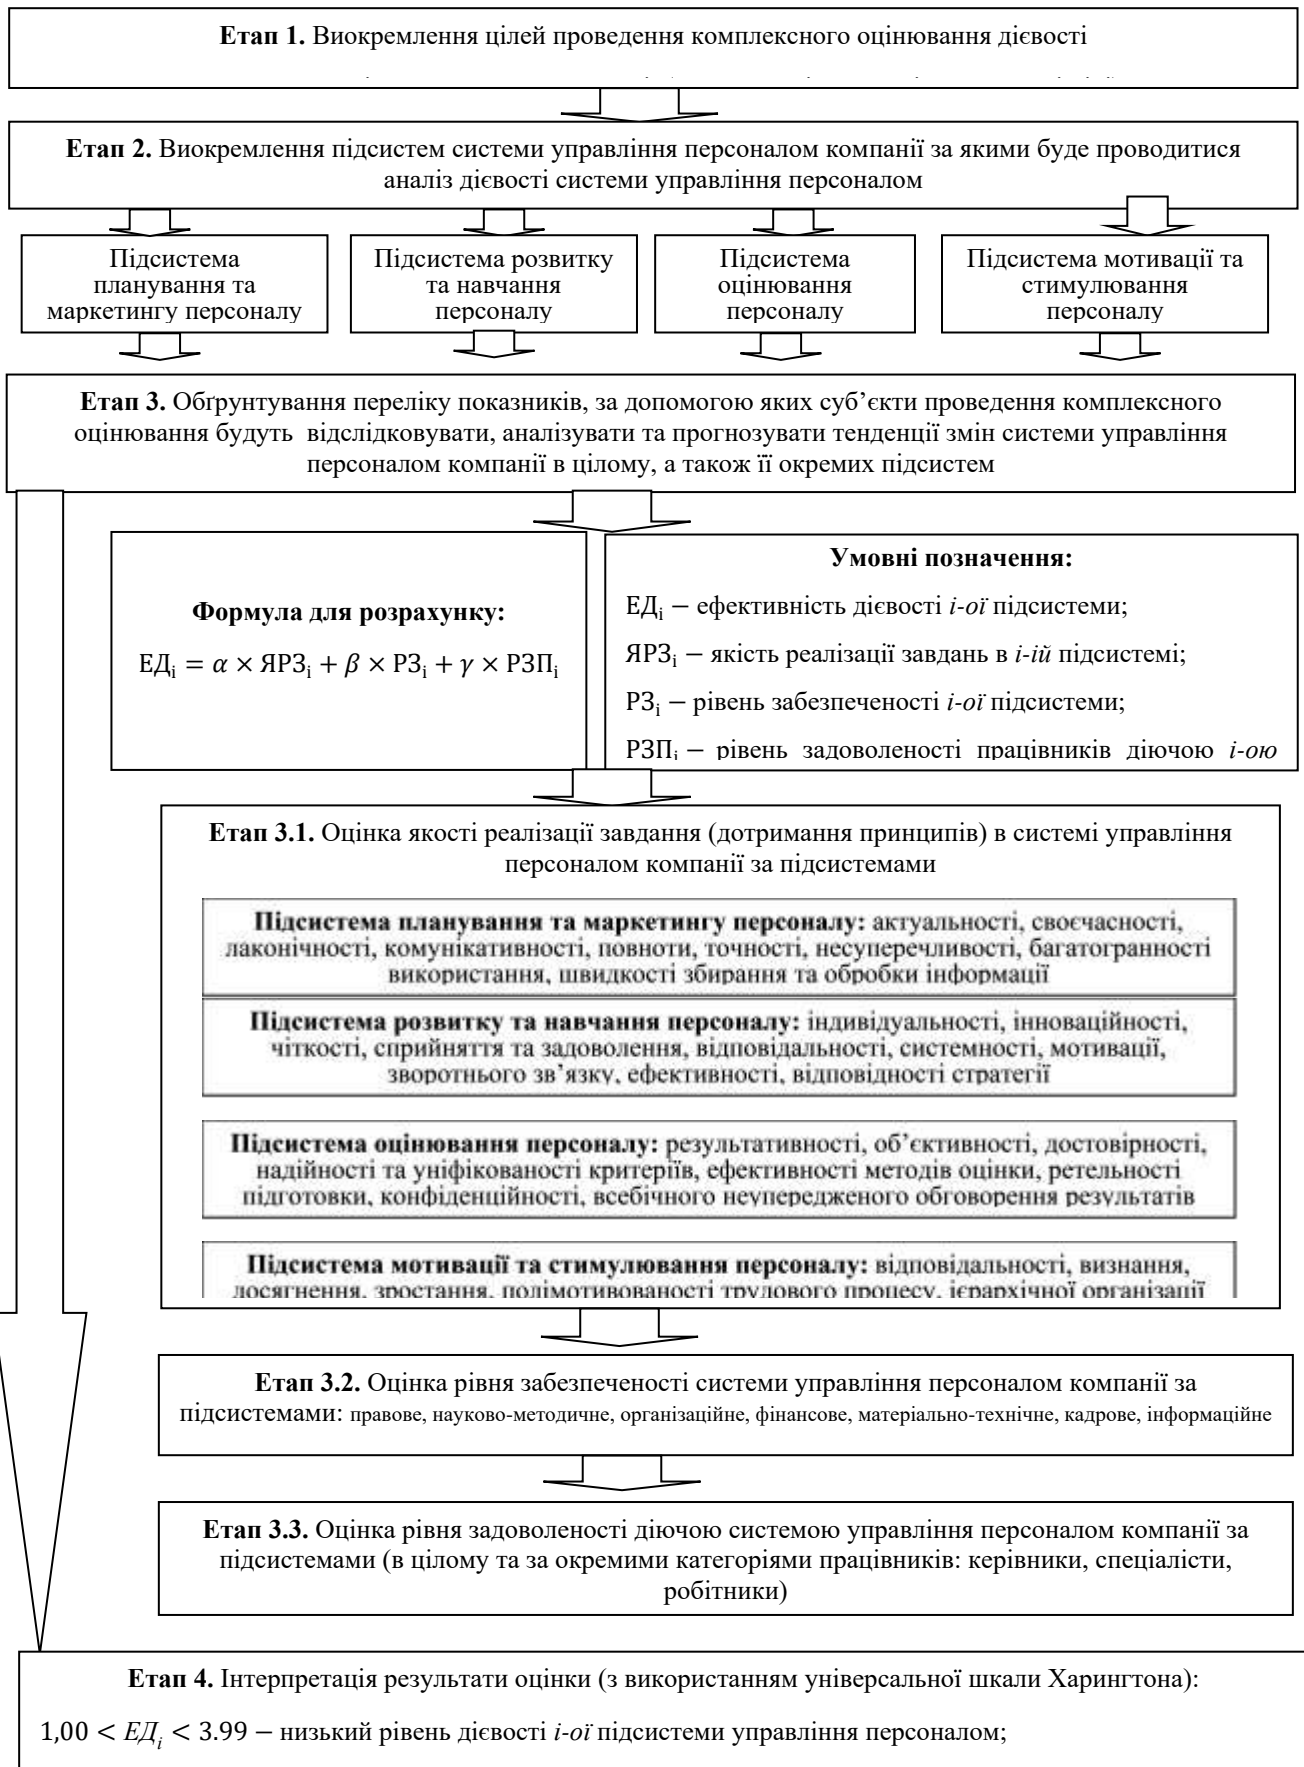 Етап 1. Виокремлення цілей проведення комплексного оцінювання дієвості
Етап 2. Виокремлення підсистем системи управління персоналом компанії за якими буде проводитися
аналіз дієвості системи управління персоналом
Підсистема
планування та
маркетингу персоналу
Підсистема розвитку
та навчання
персоналу
Підсистема
оцінювання
персоналу
Підсистема мотивації та
стимулювання
персоналу
Етап 3. Обґрунтування переліку показників, за допомогою яких суб’єкти проведення комплексного
оцінювання будуть відслідковувати, аналізувати та прогнозувати тенденції змін системи управління
персоналом компанії в цілому, а також її окремих підсистем
Формула для розрахунку:
ЕДᵢ = α × ЯРЗᵢ + β × РЗᵢ + γ × РЗПᵢ
Умовні позначення:
ЕДᵢ − ефективність дієвості і-ої підсистеми;
ЯРЗᵢ − якість реалізації завдань в і-ій підсистемі;
РЗᵢ − рівень забезпеченості і-ої підсистеми;
РЗПᵢ − рівень задоволеності працівників діючою і-ою
Етап 3.1. Оцінка якості реалізації завдання (дотримання принципів) в системі управління
персоналом компанії за підсистемами
Підсистема планування та маркетингу персоналу: актуальності, своєчасності,
лаконічності, комунікативності, повноти, точності, несуперечливості, багатогранності
використання, швидкості збирання та обробки інформації
Підсистема розвитку та навчання персоналу: індивідуальності, інноваційності,
чіткості, сприйняття та задоволення, відповідальності, системності, мотивації,
зворотнього зв’язку, ефективності, відповідності стратегії
Підсистема оцінювання персоналу: результативності, об’єктивності, достовірності,
надійності та уніфікованості критеріїв, ефективності методів оцінки, ретельності
підготовки, конфіденційності, всебічного неупередженого обговорення результатів
Підсистема мотивації та стимулювання персоналу: відповідальності, визнання,
досягнення, зростання, полімотивованості трудового процесу, ієрархічної організації
Етап 3.2. Оцінка рівня забезпеченості системи управління персоналом компанії за
підсистемами: правове, науково-методичне, організаційне, фінансове, матеріально-технічне, кадрове, інформаційне
Етап 3.3. Оцінка рівня задоволеності діючою системою управління персоналом компанії за
підсистемами (в цілому та за окремими категоріями працівників: керівники, спеціалісти,
робітники)
Етап 4. Інтерпретація результати оцінки (з використанням універсальної шкали Харингтона):
1,00 < ЕДᵢ < 3.99 − низький рівень дієвості і-ої підсистеми управління персоналом;